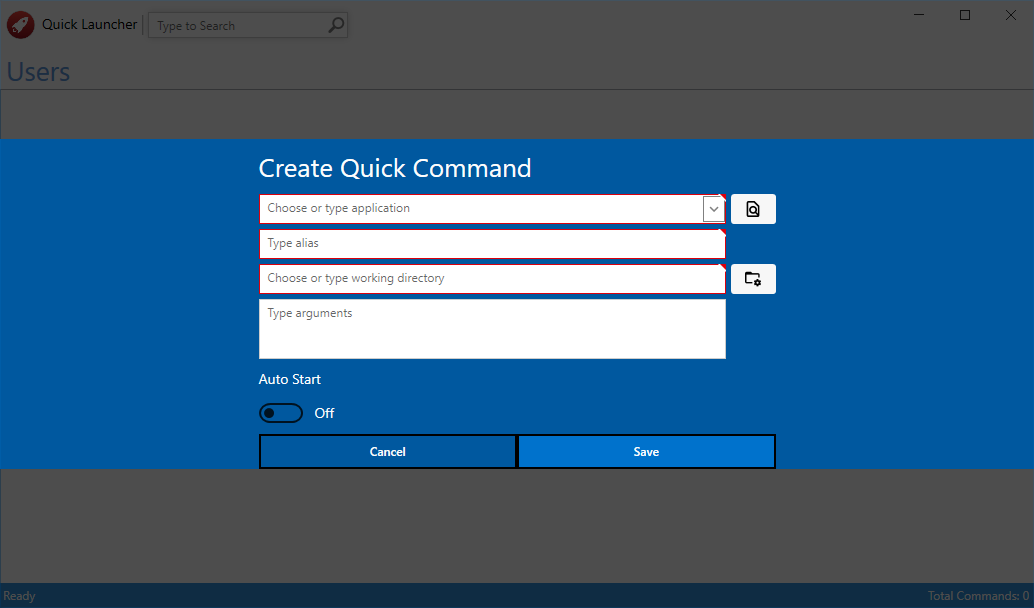 Quick Launcher
Type to Search
Users
Create Quick Command
Choose or type application
Type alias
Choose or type working directory
Type arguments
Auto Start
Off
Cancel
Save
Ready
Total Commands: 0